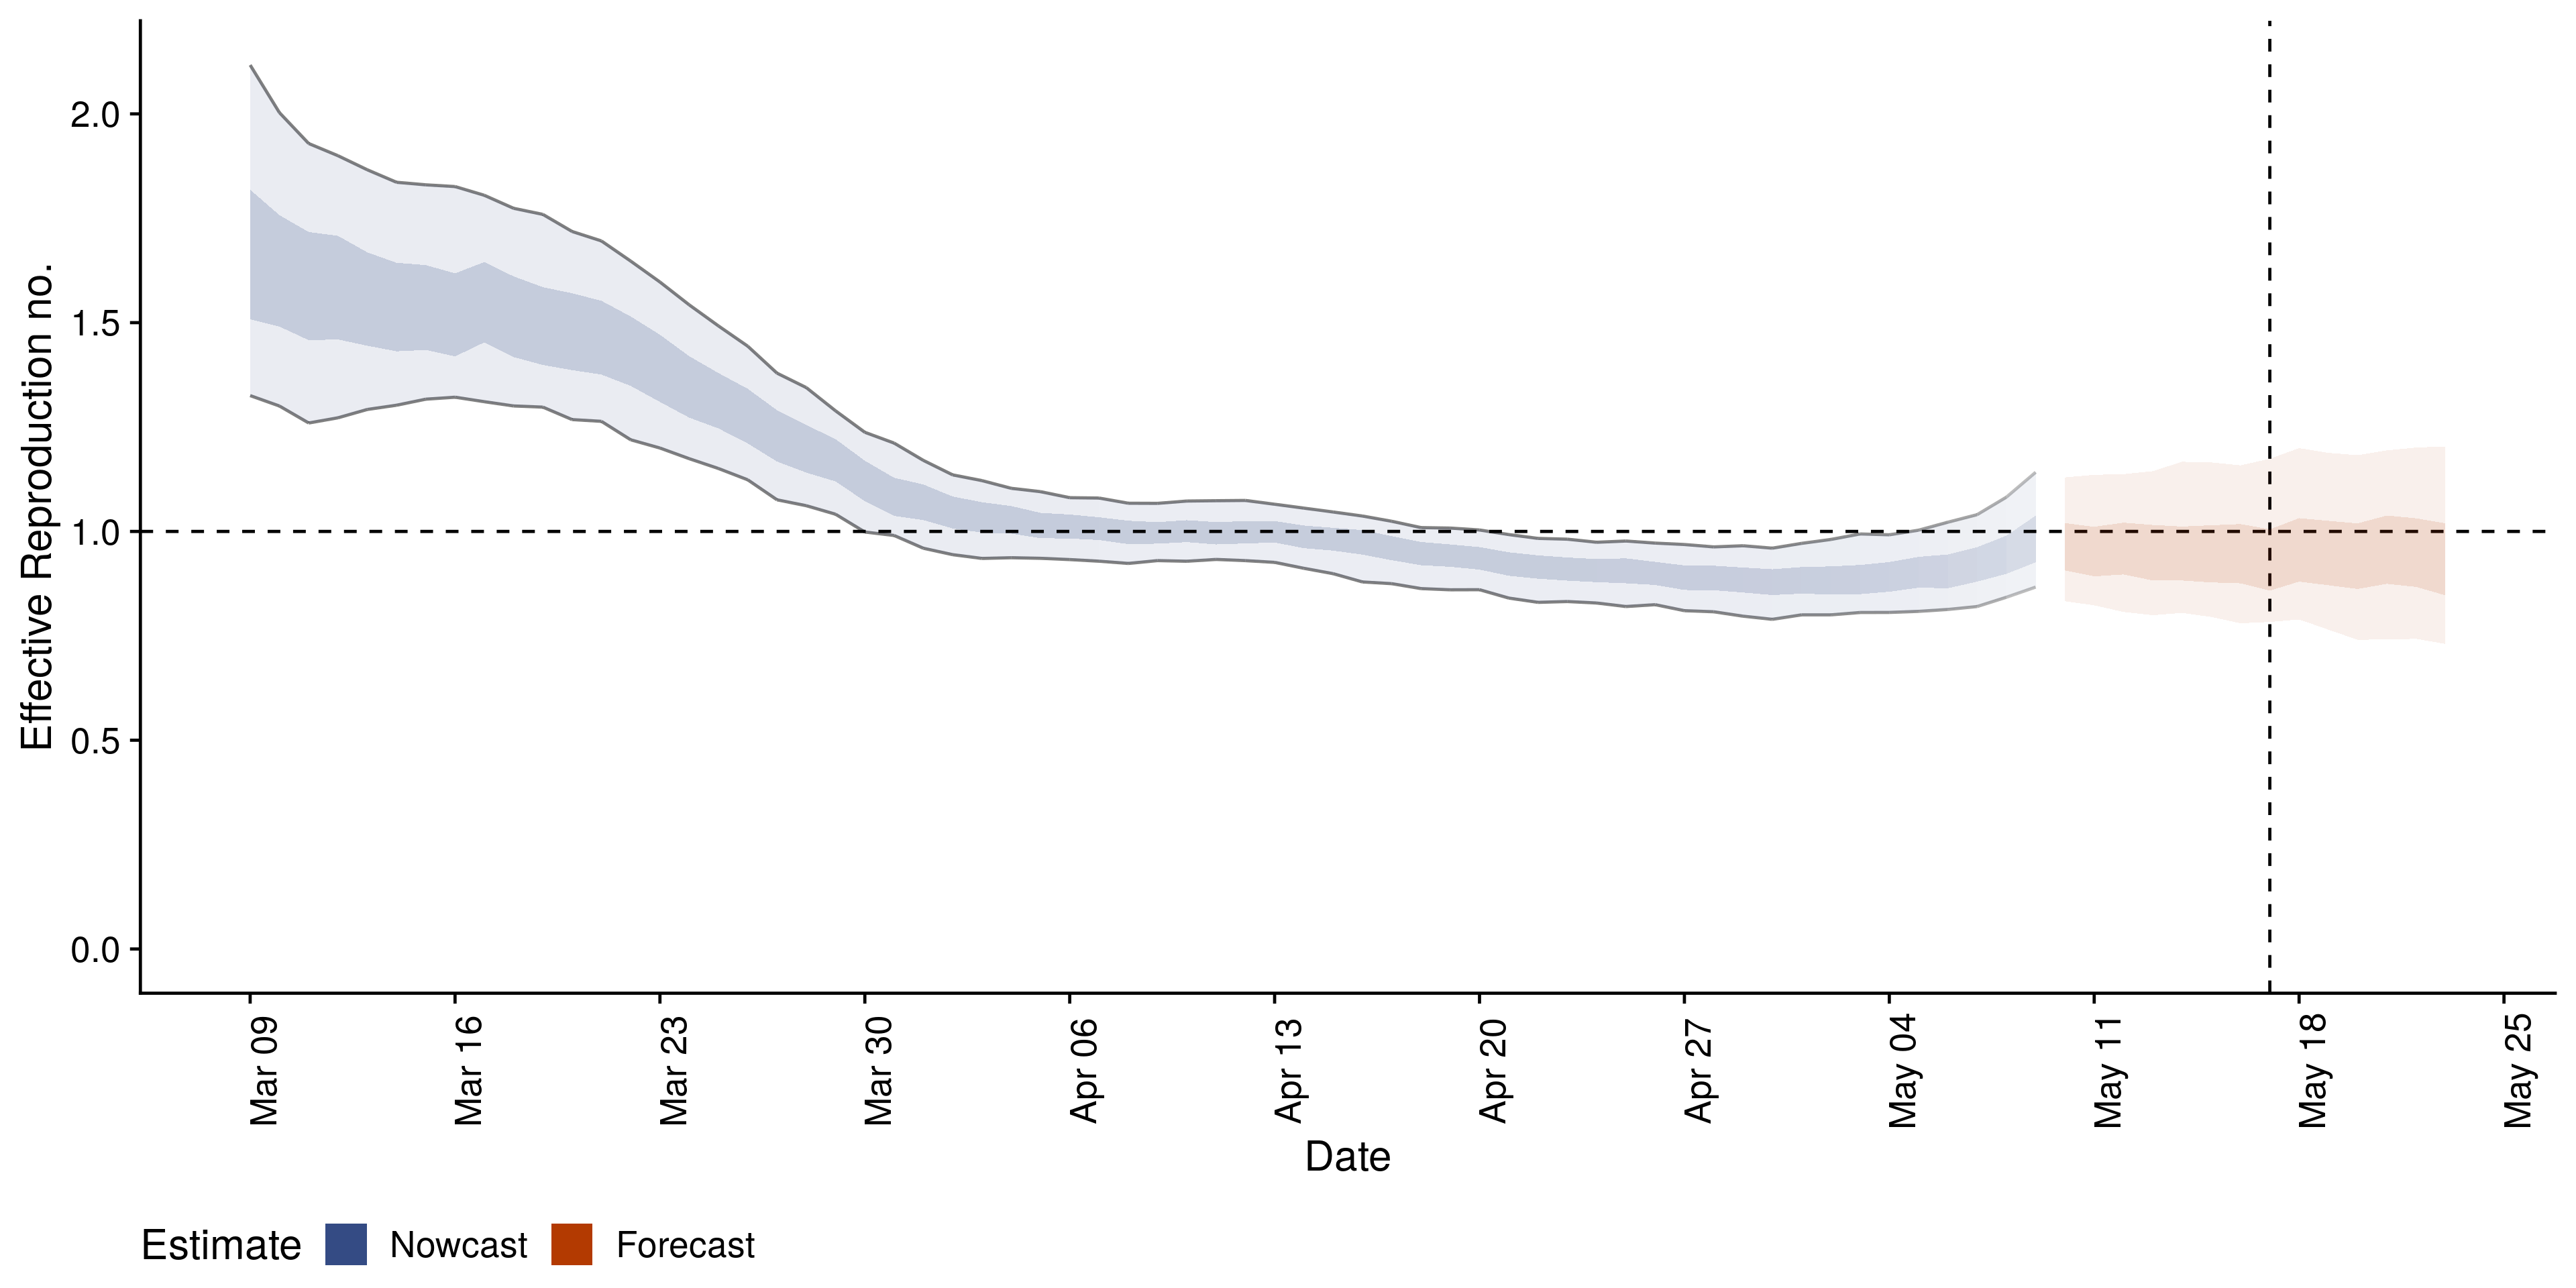 Effective Reproduction no.
2.0
1.5
1.0
0.5
0.0
Mar 09
Mar 16
Mar 23
Mar 30
Apr 06
Apr 13
Apr 20
Apr 27
May 04
May 11
May 18
May 25
Date
Estimate Nowcast Forecast